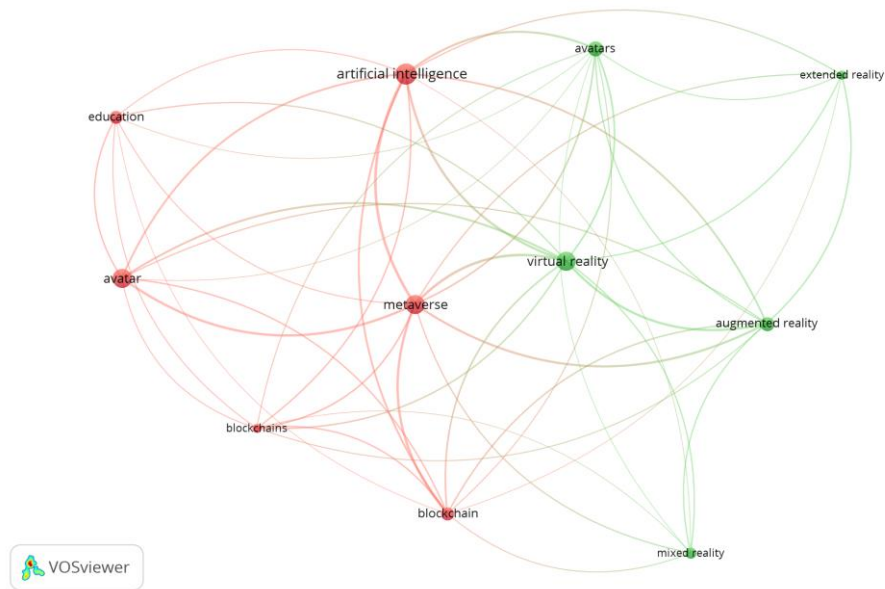 avatars
artificial intelligence
extended reality
education
virtual reality
avatar
metaverse
augmented reality
blockchains
blockchain
mixed reality
VOSviewer